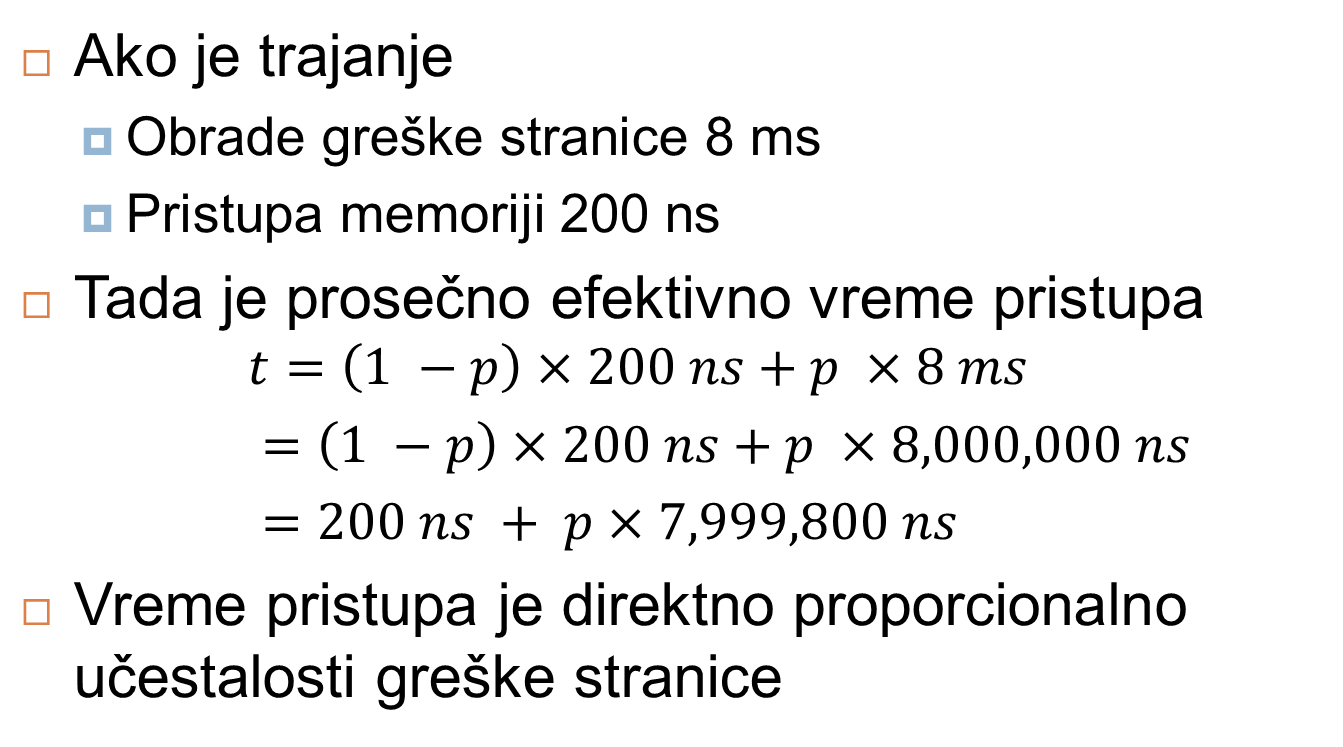 Ako je trajanje
Obrade greške stranice 8 ms
Pristupa memoriji 200 ns
Tada je prosečno efektivno vreme pristupa
t = (1 − p) × 200 ns + p × 8 ms
= (1 − p) × 200 ns + p × 8,000,000 ns
= 200 ns + p × 7,999,800 ns
Vreme pristupa je direktno proporcionalno
učestalosti greške stranice